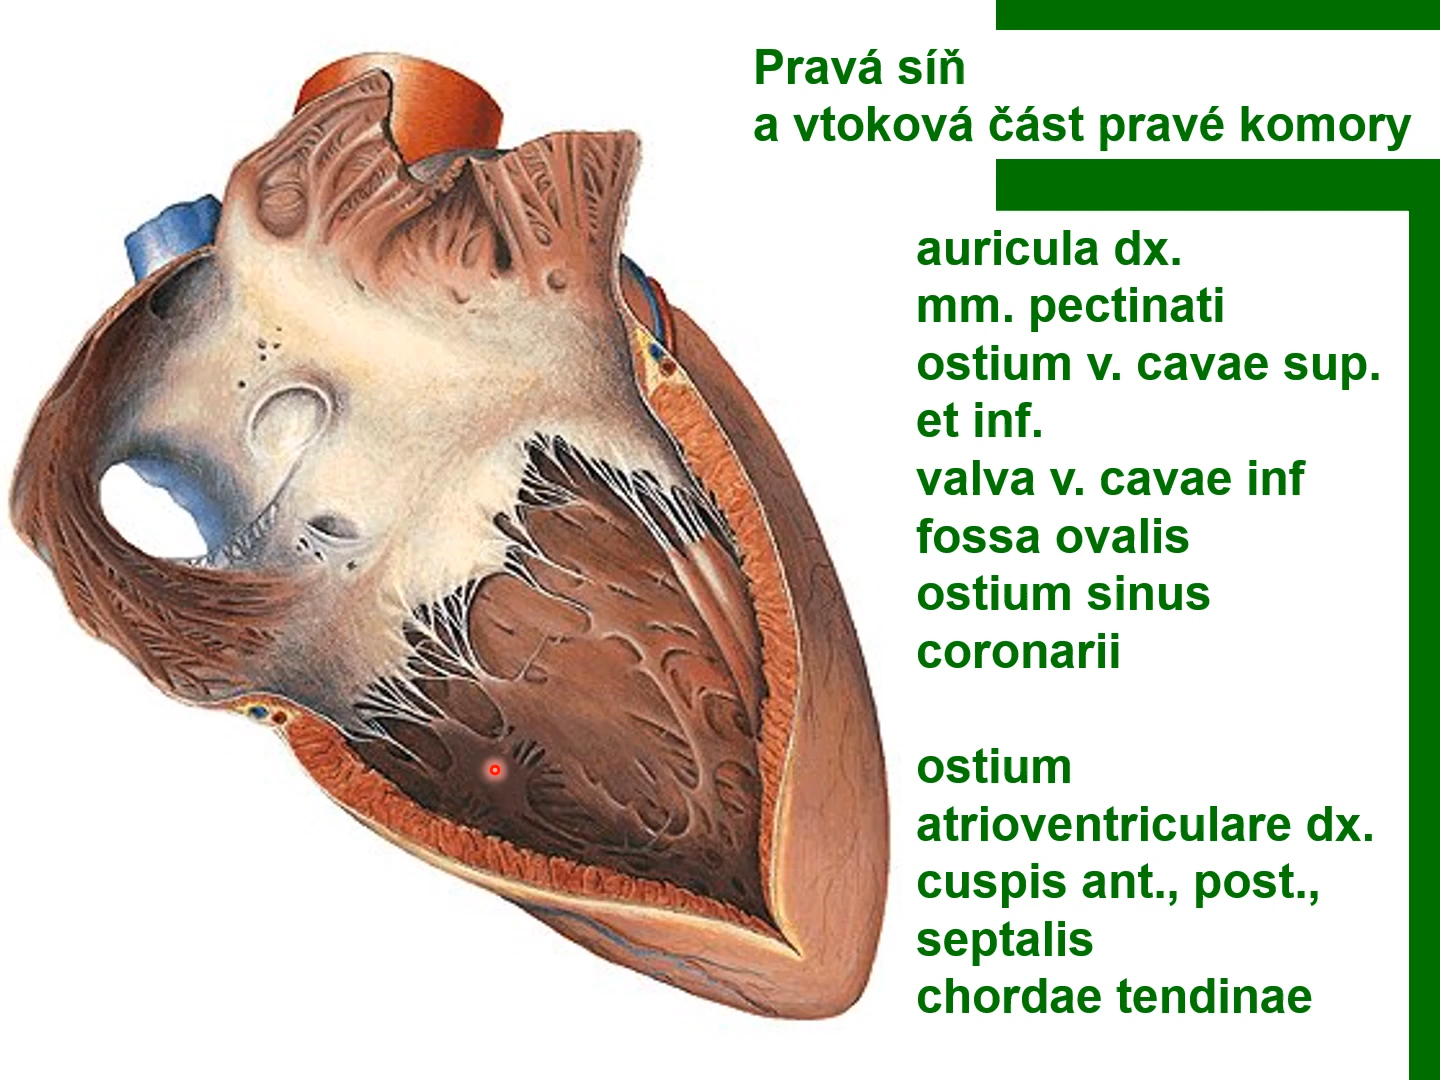 Pravá síň
a vtoková část pravé komory
auricula dx.
mm. pectinati
ostium v. cavae sup.
et inf.
valva v. cavae inf
fossa ovalis
ostium sinus
coronarii
ostium
atrioventriculare dx.
cuspis ant., post.,
septalis
chordae tendinae